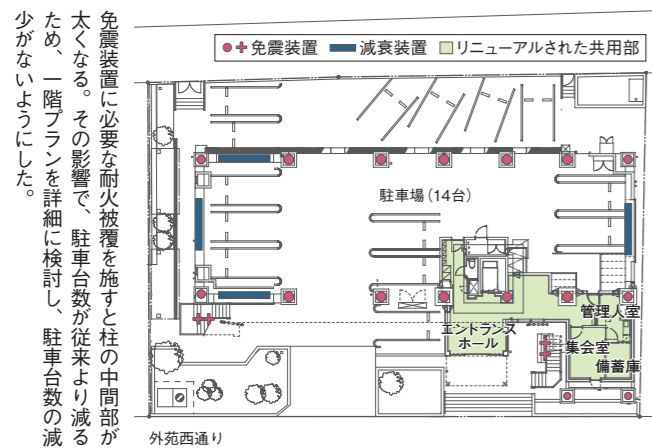 免震装置に必要な耐火被覆を施すと柱の中間部が
太くなる。その影響で、駐車台数が従来より減る
ため、一階プランを詳細に検討し、駐車台数の減
少がないようにした。
免震装置 減衰装置 リニューアルされた共用部
駐車場（14台）
管理人室
エントランス
ホール
集会室
備蓄庫
外苑西通り